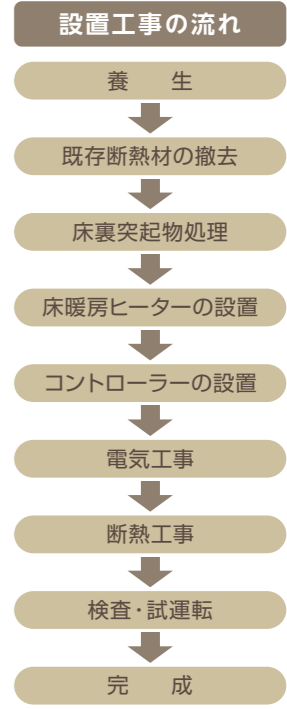 設置工事の流れ
養　生
既存断熱材の撤去
床裏突起物処理
床暖房ヒーターの設置
コントローラーの設置
電気工事
断熱工事
検査・試運転
完　成